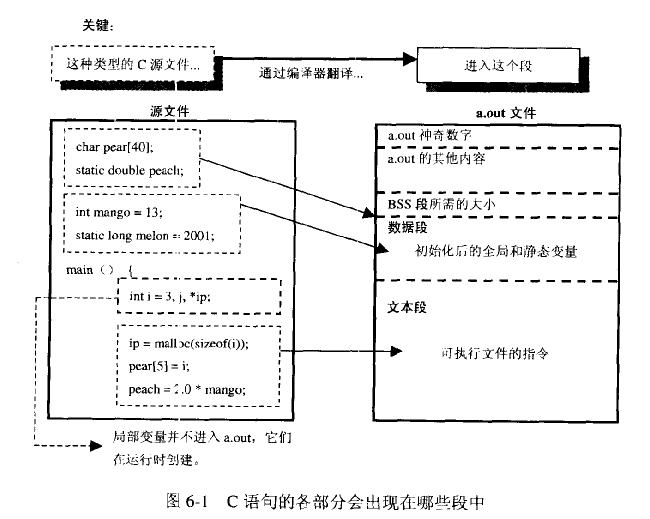 关键:
这种类型的 C 源文件...
通过编译器翻译...
进入这个段
源文件
a.out 文件
char pear[40];
static double peach;
int mango = 13;
static long melon = 2001;
main () {
int i = 3, j, *ip;
ip = malloc(sizeof(i));
pear[5] = i;
peach = 2.0 * mango;
a.out 神奇数字
a.out 的其他内容
BSS 段所需的大小
数据段
初始化后的全局和静态变量
文本段
可执行文件的指令
局部变量并不进入 a.out，它们
在运行时创建。
图 6-1 C 语句的各部分会出现在哪些段中